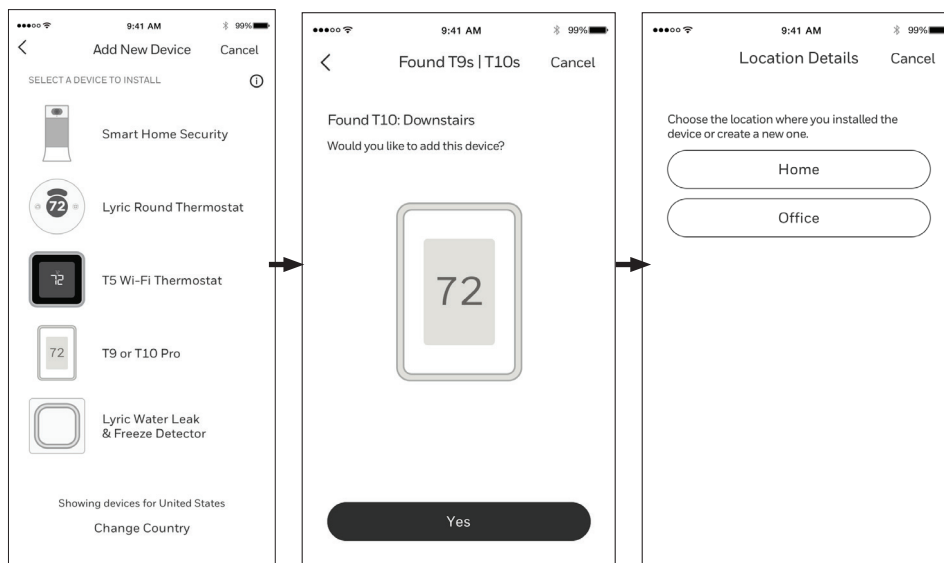 9:41 AM
99%
Add New Device
Cancel
SELECT A DEVICE TO INSTALL
Smart Home Security
72
Lyric Round Thermostat
72
T5 Wi-Fi Thermostat
72
T9 or T10 Pro
Lyric Water Leak
& Freeze Detector
Showing devices for United States
Change Country
9:41 AM
99%
Found T9s | T10s
Cancel
Found T10: Downstairs
Would you like to add this device?
72
Yes
9:41 AM
99%
Location Details
Cancel
Choose the location where you installed the
device or create a new one.
Home
Office